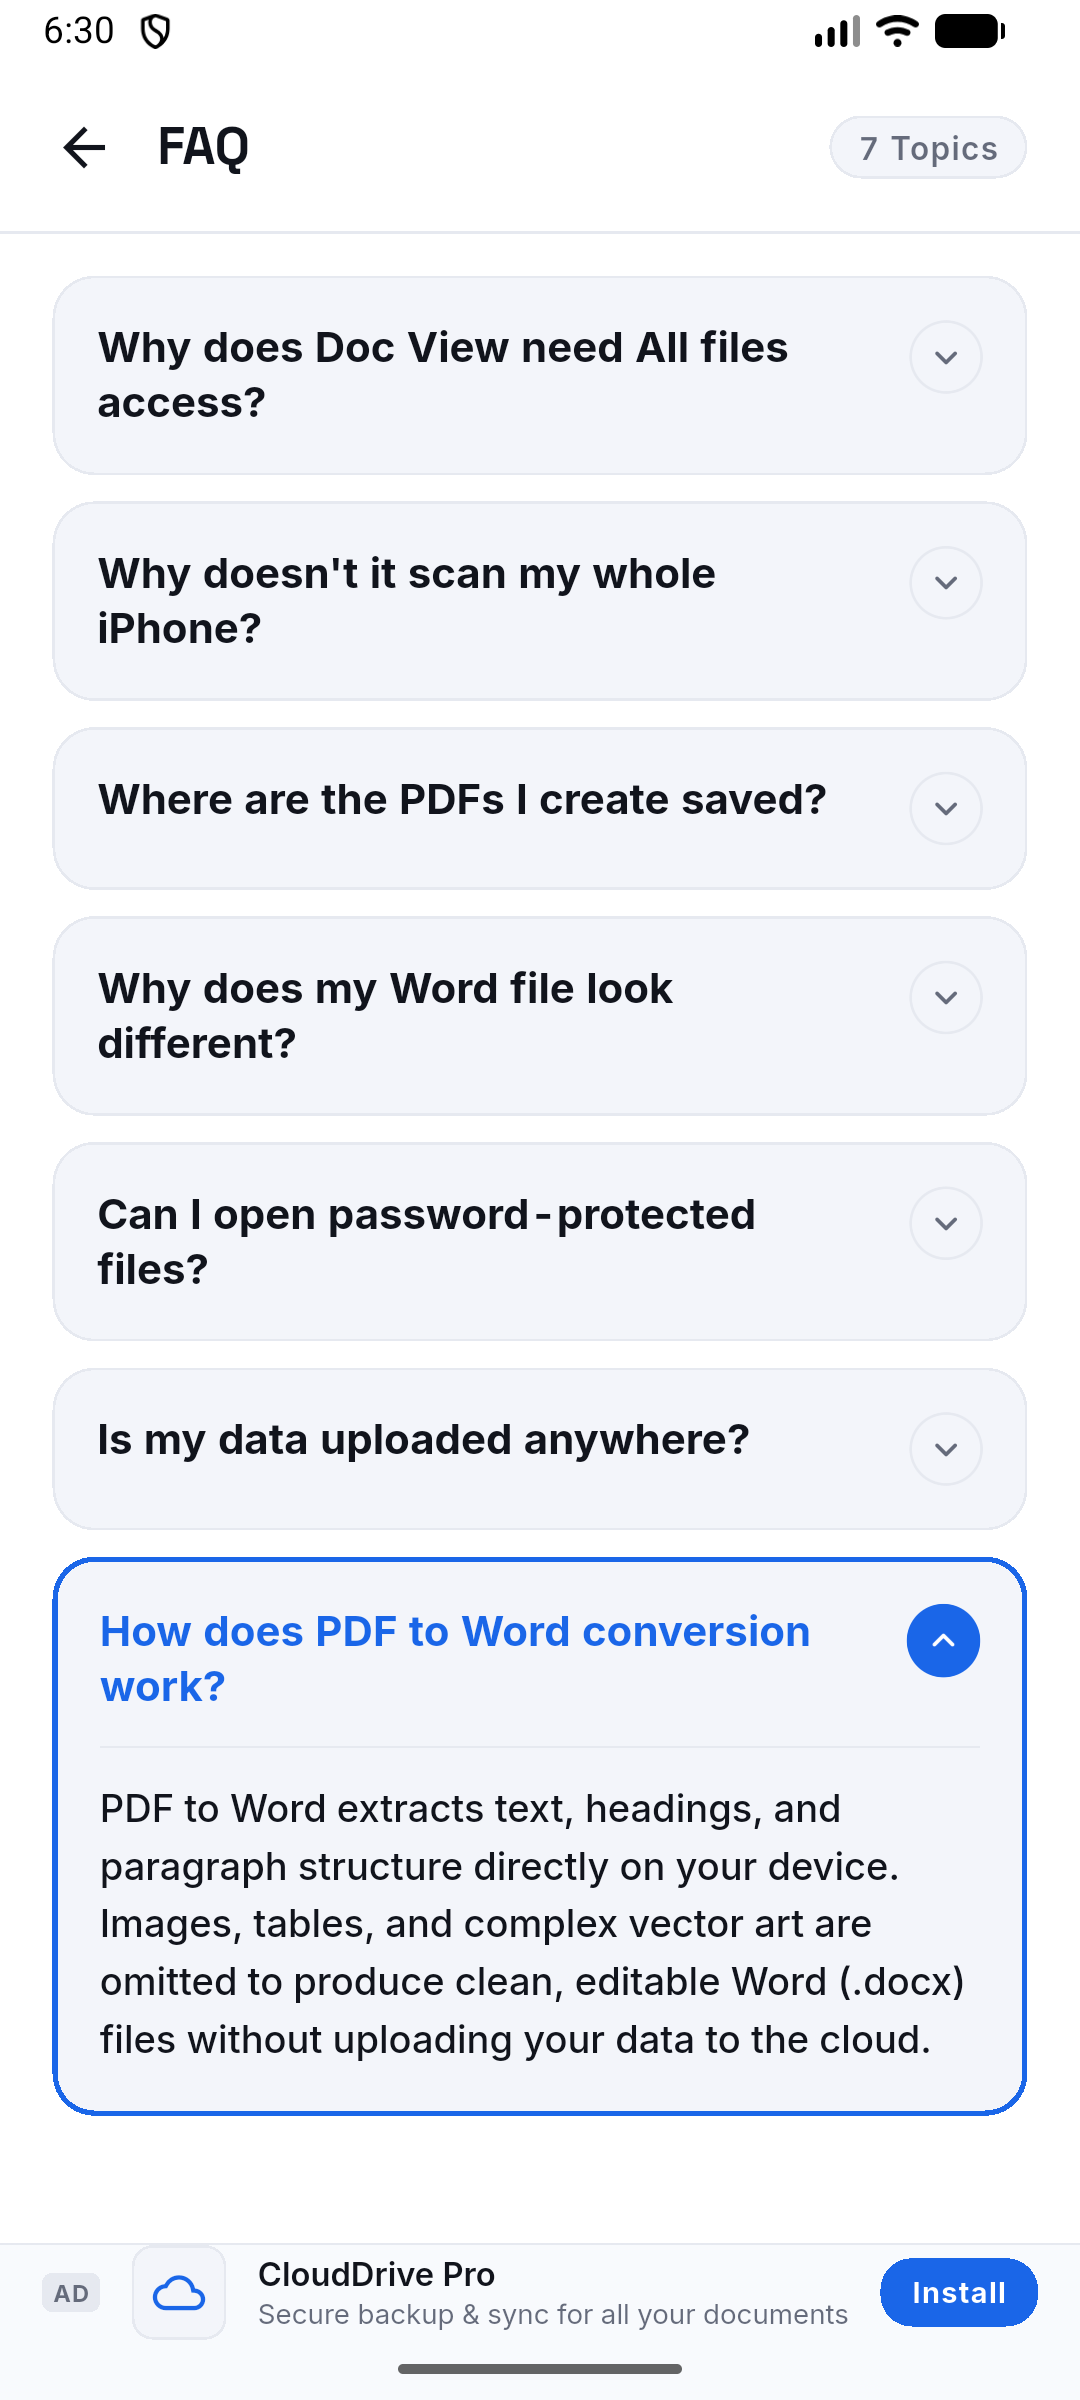 6:30
FAQ
7 Topics
Why does Doc View need All files
access?
Why doesn't it scan my whole
iPhone?
Where are the PDFs I create saved?
Why does my Word file look
different?
Can I open password-protected
files?
Is my data uploaded anywhere?
How does PDF to Word conversion
work?
PDF to Word extracts text, headings, and
paragraph structure directly on your device.
Images, tables, and complex vector art are
omitted to produce clean, editable Word (.docx)
files without uploading your data to the cloud.
AD
CloudDrive Pro
Secure backup & sync for all your documents
Install